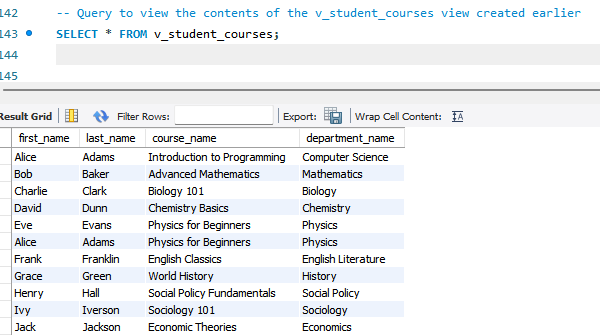 142 -- Query to view the contents of the v_student_courses view created earlier
143 SELECT * FROM v_student_courses;
144
145
Result Grid Filter Rows: Export: Wrap Cell Content:
first_name last_name course_name department_name
Alice Adams Introduction to Programming Computer Science
Bob Baker Advanced Mathematics Mathematics
Charlie Clark Biology 101 Biology
David Dunn Chemistry Basics Chemistry
Eve Evans Physics for Beginners Physics
Alice Adams Physics for Beginners Physics
Frank Franklin English Classics English Literature
Grace Green World History History
Henry Hall Social Policy Fundamentals Social Policy
Ivy Iverson Sociology 101 Sociology
Jack Jackson Economic Theories Economics